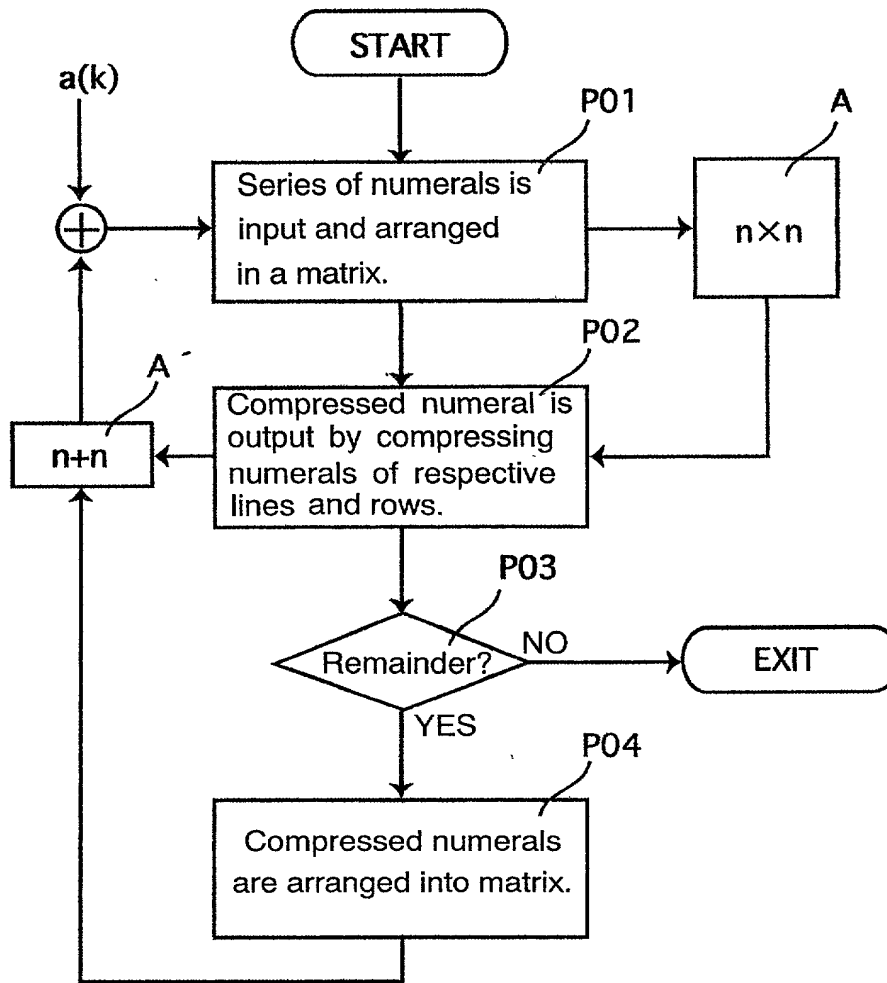 START
a(k)
P01
A
Series of numerals is
input and arranged
in a matrix.
n×n
P02
A
Compressed numeral is
output by compressing
numerals of respective
lines and rows.
n+n
P03
Remainder?
NO
EXIT
YES
P04
Compressed numerals
are arranged into matrix.